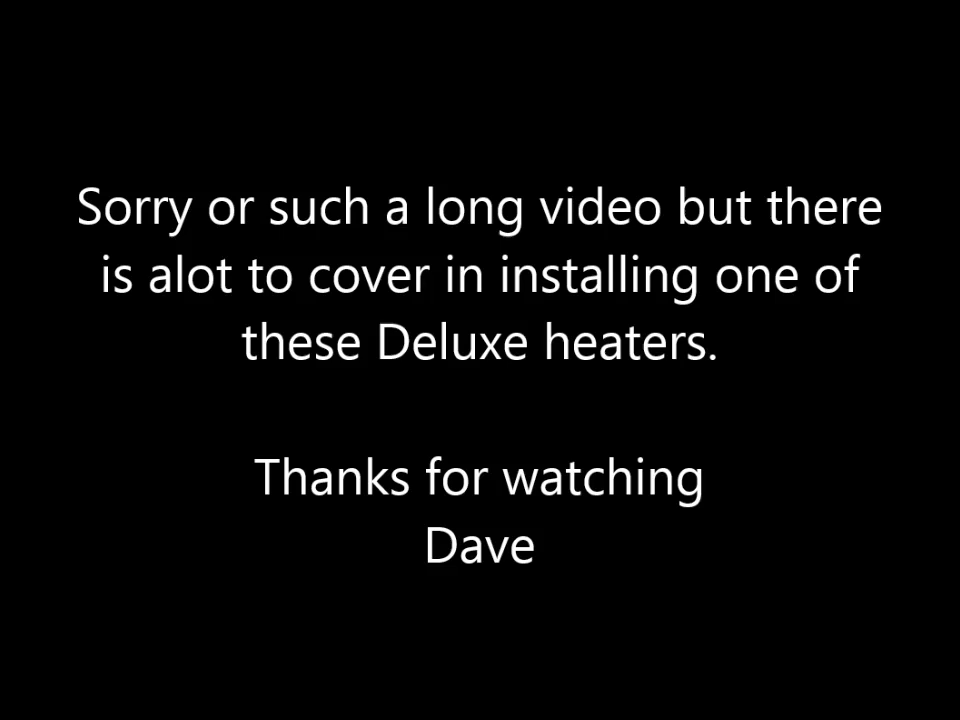 Sorry or such a long video but there
is alot to cover in installing one of
these Deluxe heaters.
Thanks for watching
Dave